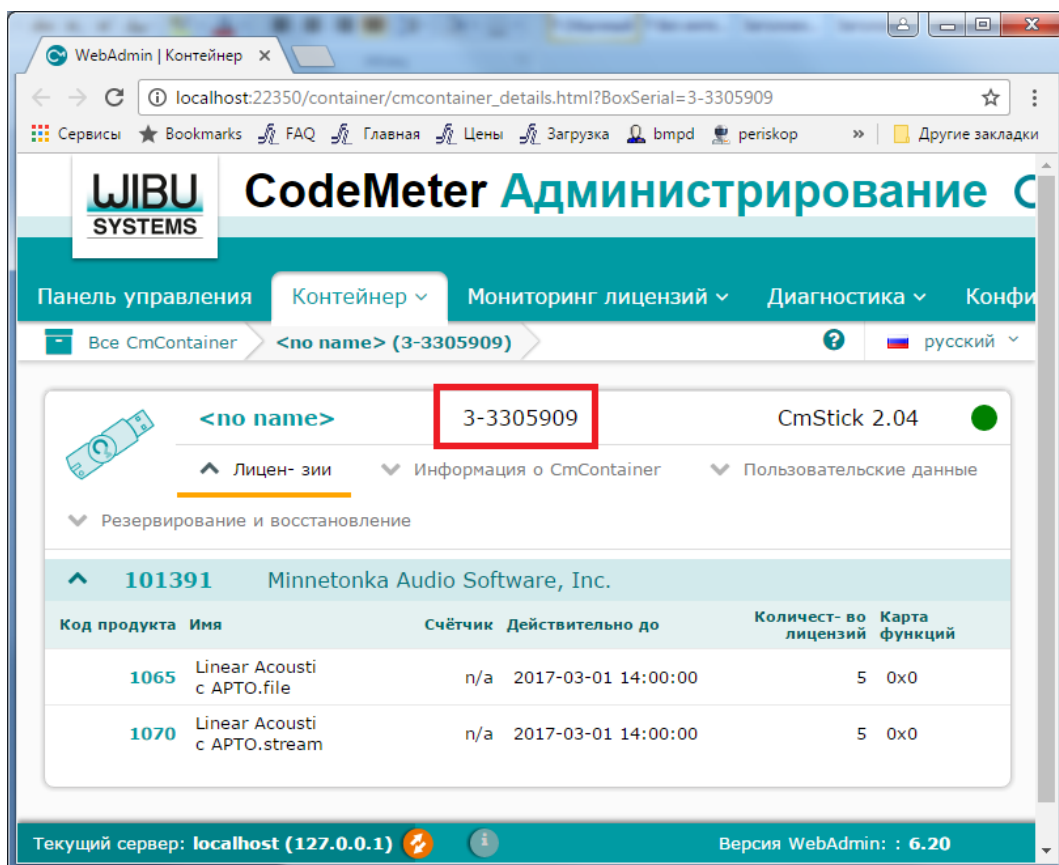 WebAdmin | Контейнер
localhost:22350/container/cmcontainer_details.html?BoxSerial=3-3305909
Сервисы Bookmarks FAQ Главная Цены Загрузка bmpd periskop » Другие закладки
WIBU
SYSTEMS
CodeMeter Администрирование
Панель управления Контейнер Мониторинг лицензий Диагностика Конфи
Все CmContainer <no name> (3-3305909) ? русский
<no name> 3-3305909 CmStick 2.04
Лицен- зии Информация о CmContainer Пользовательские данные
Резервирование и восстановление
101391 Minnetonka Audio Software, Inc.
Код продукта Имя Счётчик Действительно до Количест- во лицензий Карта функций
1065 Linear Acousti n/a 2017-03-01 14:00:00 5 0x0
c APTO.file
1070 Linear Acousti n/a 2017-03-01 14:00:00 5 0x0
c APTO.stream
Текущий сервер: localhost (127.0.0.1) i Версия WebAdmin: : 6.20